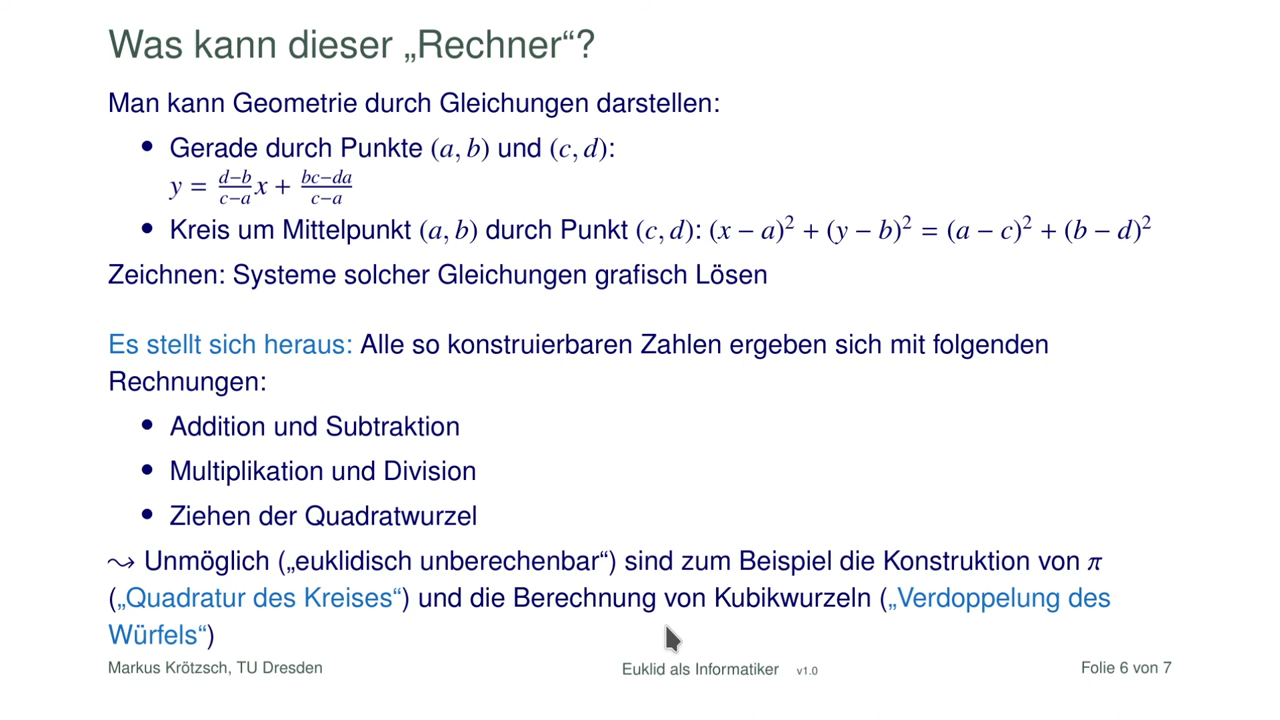 Was kann dieser „Rechner“?
Man kann Geometrie durch Gleichungen darstellen:
• Gerade durch Punkte (a, b) und (c, d):
y = \frac{d−b}{c−a}x + \frac{bc−da}{c−a}
• Kreis um Mittelpunkt (a, b) durch Punkt (c, d): (x − a)² + (y − b)² = (a − c)² + (b − d)²
Zeichnen: Systeme solcher Gleichungen grafisch Lösen
Es stellt sich heraus: Alle so konstruierbaren Zahlen ergeben sich mit folgenden
Rechnungen:
• Addition und Subtraktion
• Multiplikation und Division
• Ziehen der Quadratwurzel
⇝ Unmöglich („euklidisch unberechenbar“) sind zum Beispiel die Konstruktion von π
(„Quadratur des Kreises“) und die Berechnung von Kubikwurzeln („Verdoppelung des
Würfels“)
Markus Krötzsch, TU Dresden Euklid als Informatiker v1.0 Folie 6 von 7